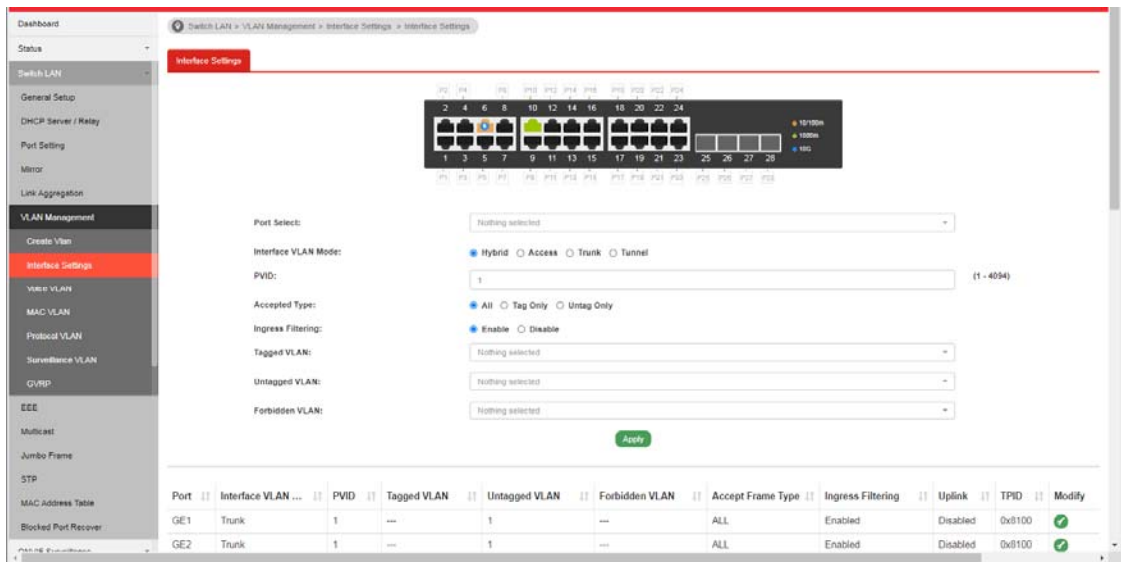 Dashboard
Switch LAN > VLAN Management > Interface Settings > Interface Settings
Status
Interface Settings
Switch LAN
General Setup
DHCP Server / Relay
Port Setting
Mirror
Link Aggregation
VLAN Management
Create Vlan
Interface Settings
Voice VLAN
MAC VLAN
Protocol VLAN
Surveillance VLAN
GVRP
EEE
Multicast
Jumbo Frame
STP
MAC Address Table
Blocked Port Recover
2 4 6 8 10 12 14 16 18 20 22 24
10/100m
1000m
10G
1 3 5 7 9 11 13 15 17 19 21 23 25 26 27 28
Port Select: Nothing selected
Interface VLAN Mode: Hybrid Access Trunk Tunnel
PVID: 1 (1 - 4094)
Accepted Type: All Tag Only Untag Only
Ingress Filtering: Enable Disable
Tagged VLAN: Nothing selected
Untagged VLAN: Nothing selected
Forbidden VLAN: Nothing selected
Apply
Port Interface VLAN ... PVID Tagged VLAN Untagged VLAN Forbidden VLAN Accept Frame Type Ingress Filtering Uplink TPID Modify
GE1 Trunk 1 --- 1 --- ALL Enabled Disabled 0x8100
GE2 Trunk 1 --- 1 --- ALL Enabled Disabled 0x8100